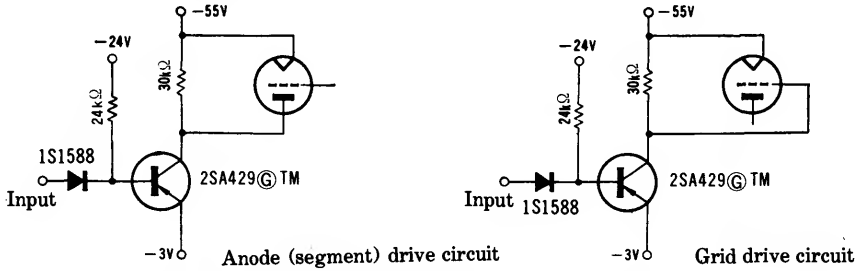 −55V
−24V
30kΩ
24kΩ
1S1588
2SA429Ⓖ TM
Input
−3V
Anode (segment) drive circuit
−55V
−24V
30kΩ
24kΩ
2SA429Ⓖ TM
Input
1S1588
−3V
Grid drive circuit